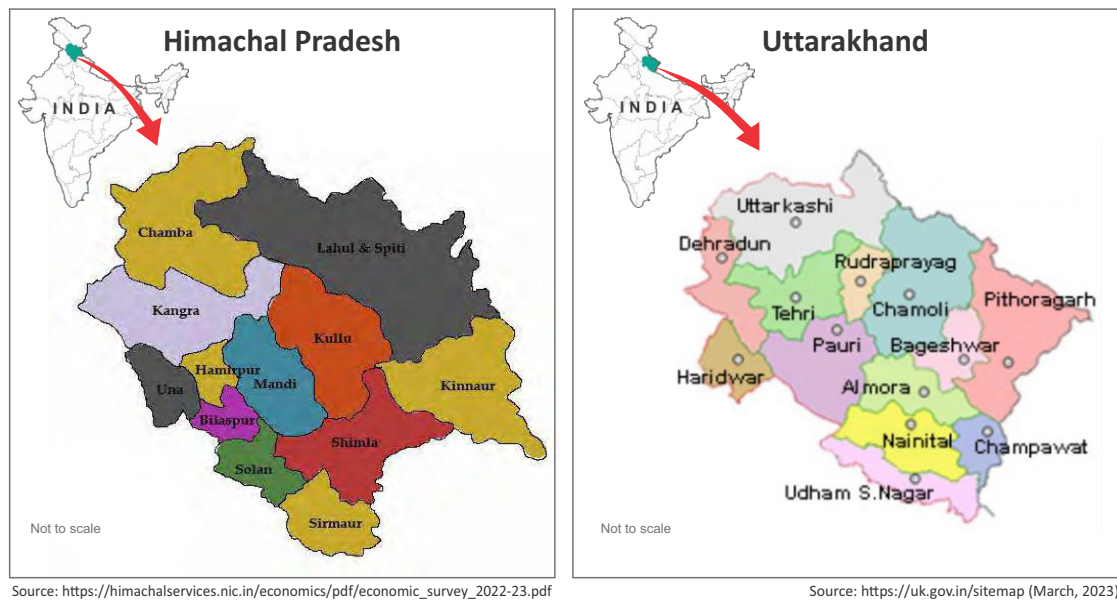 Himachal Pradesh
INDIA
Chamba
Lahul & Spiti
Kangra
Kullu
Hamirpur
Mandi
Una
Kinnaur
Bilaspur
Shimla
Solan
Sirmaur
Not to scale
Source: https://himachalservices.nic.in/economics/pdf/economic_survey_2022-23.pdf
Uttarakhand
INDIA
Uttarkashi
Dehradun
Rudraprayag
Tehri
Chamoli
Pithoragarh
Pauri
Bageshwar
Haridwar
Almora
Nainital
Champawat
Udham S.Nagar
Not to scale
Source: https://uk.gov.in/sitemap (March, 2023)